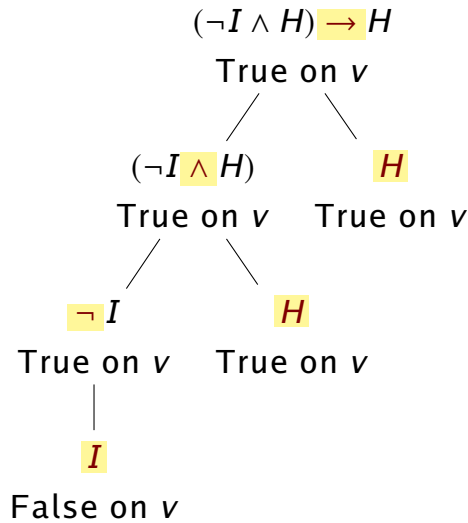 (¬I ∧ H) → H
True on v
(¬I ∧ H) H
True on v True on v
¬ I H
True on v True on v
I
False on v